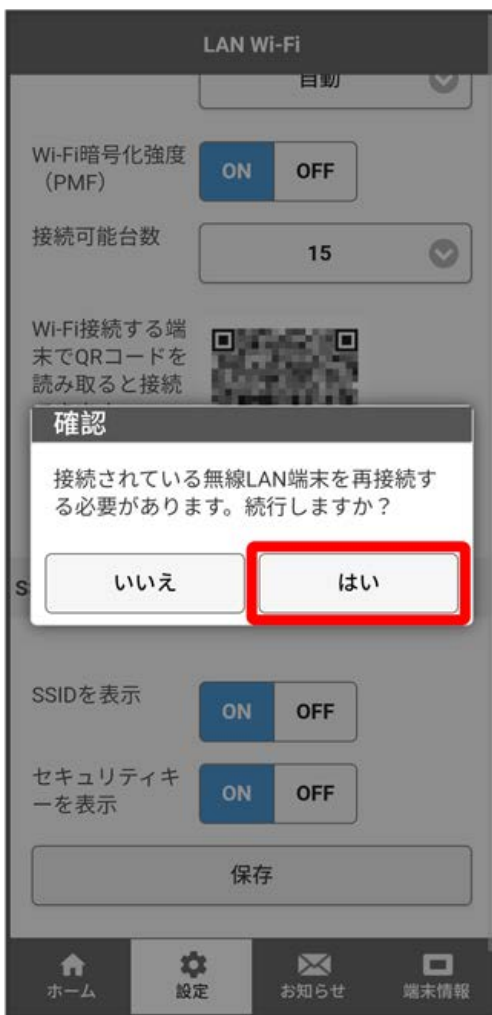 LAN Wi-Fi
自動
Wi-Fi暗号化強度
（PMF）
ON
OFF
接続可能台数
15
Wi-Fi接続する端
末でQRコードを
読み取ると接続
確認
接続されている無線LAN端末を再接続す
る必要があります。続行しますか？
S
いいえ
はい
SSIDを表示
ON
OFF
セキュリティキ
ーを表示
ON
OFF
保存
ホーム
設定
お知らせ
端末情報